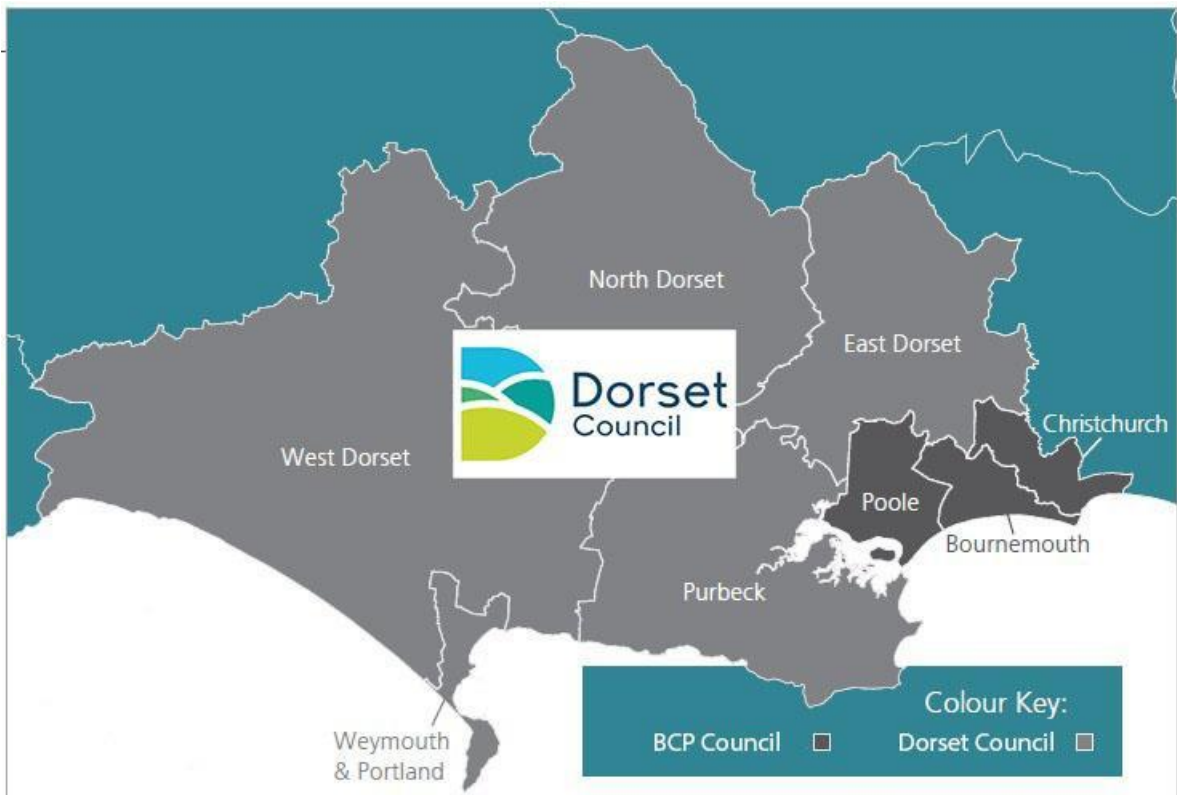 North Dorset
East Dorset
Dorset
Council
Christchurch
West Dorset
Poole
Bournemouth
Purbeck
Weymouth
& Portland
Colour Key:
BCP Council
Dorset Council